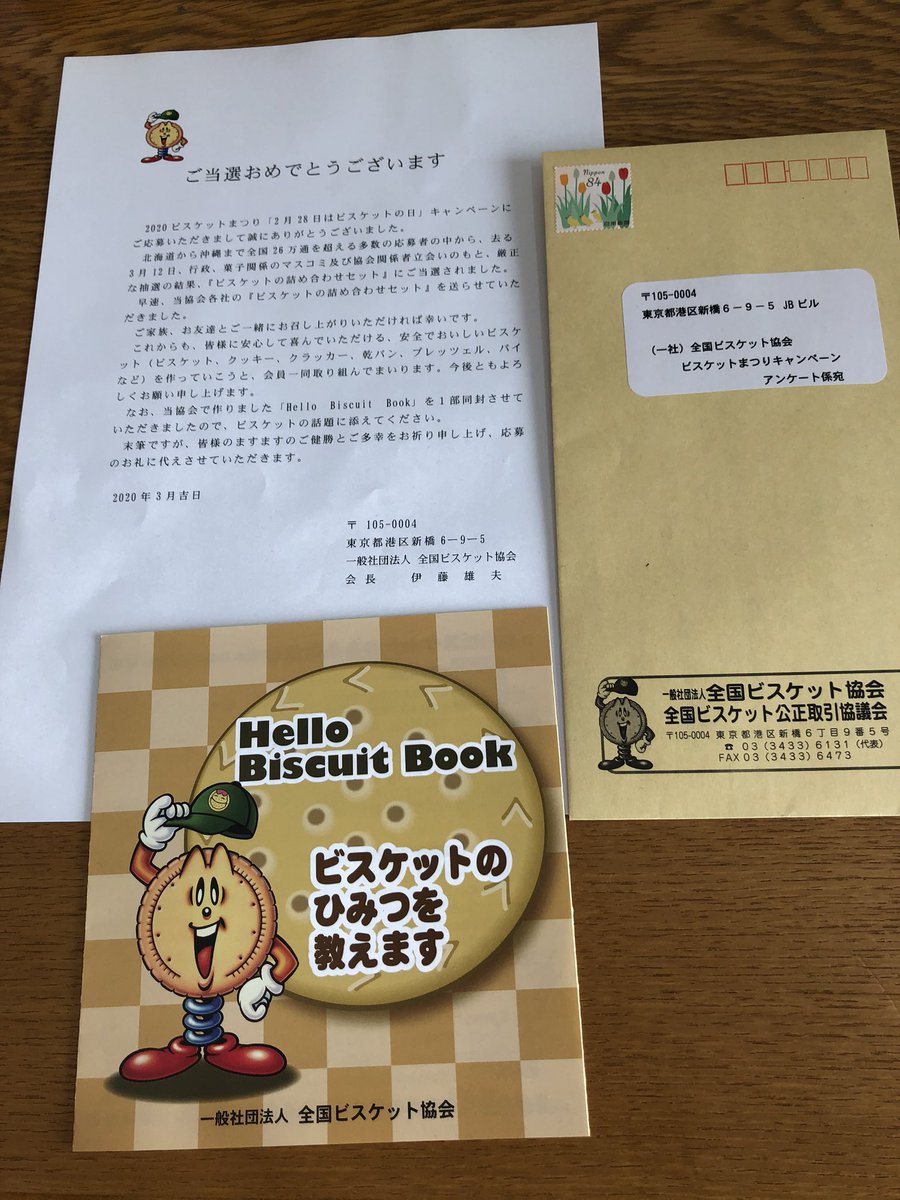 ご当選おめでとうございます
2020ビスケットまつり「2月28日はビスケットの日」キャンペーンに
ご応募いただきまして誠にありがとうございました。
北海道から沖縄まで全国26万通を超える多数の応募者の中から、去る
3月12日、行政、菓子関係のマスコミ及び協会関係者立会いのもと、厳正
な抽選の結果、『ビスケットの詰め合わせセット』にご当選されました。
早速、当協会各社の『ビスケットの詰め合わせセット』を送らせていた
だきました。
ご家族、お友達とご一緒にお召し上がりいただければ幸いです。
これからも、皆様に安心して喜んでいただける、安全でおいしいビスケ
ット（ビスケット、クッキー、クラッカー、乾パン、プレッツェル、パイ
など）を作っていこうと、会員一同取り組んでまいります。今後ともよろ
しくお願い申し上げます。
なお、当協会で作りました「Hello Biscuit Book」を1部同封させて
いただきましたので、ビスケットの話題に添えてください。
末筆ですが、皆様のますますのご健勝とご多幸をお祈り申し上げ、応募
のお礼に代えさせていただきます。
2020年3月吉日
〒 105-0004
東京都港区新橋6-9-5
一般社団法人 全国ビスケット協会
会長 伊藤雄夫
Nippon
84
〒105-0004
東京都港区新橋6－9－5 JBビル
（一社）全国ビスケット協会
ビスケットまつりキャンペーン
アンケート係宛
一般社団法人 全国ビスケット協会
全国ビスケット公正取引協議会
〒105-0004 東京都港区新橋6丁目9番5号
☎ 03 (3433) 6131（代表）
FAX 03 (3433) 6473
Hello
Biscuit Book
ビスケットの
ひみつを
教えます
一般社団法人 全国ビスケット協会